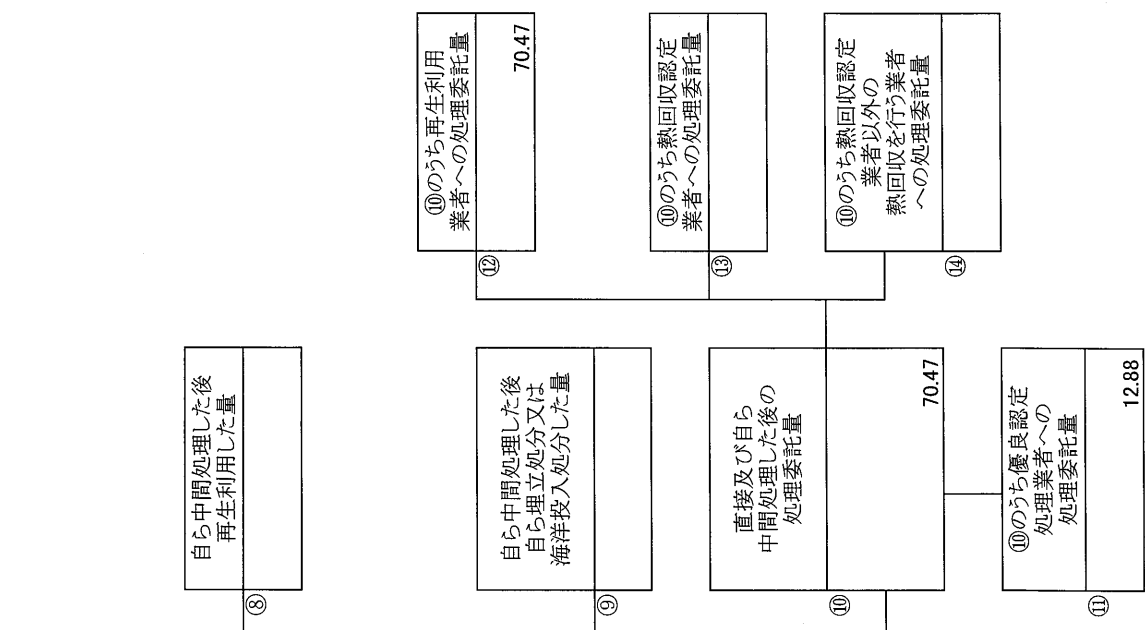 ⑧
自ら中間処理した後
再生利用した量
⑨
自ら中間処理した後
自ら埋立処分又は
海洋投入処分した量
⑩
直接及び自ら
中間処理した後の
処理委託量
70.47
⑪
⑩のうち優良認定
処理業者への
処理委託量
12.88
⑫
⑩のうち再生利用
業者への処理委託量
70.47
⑬
⑩のうち熱回収認定
業者への処理委託量
⑭
⑩のうち熱回収認定
業者以外の
熱回収を行う業者
への処理委託量